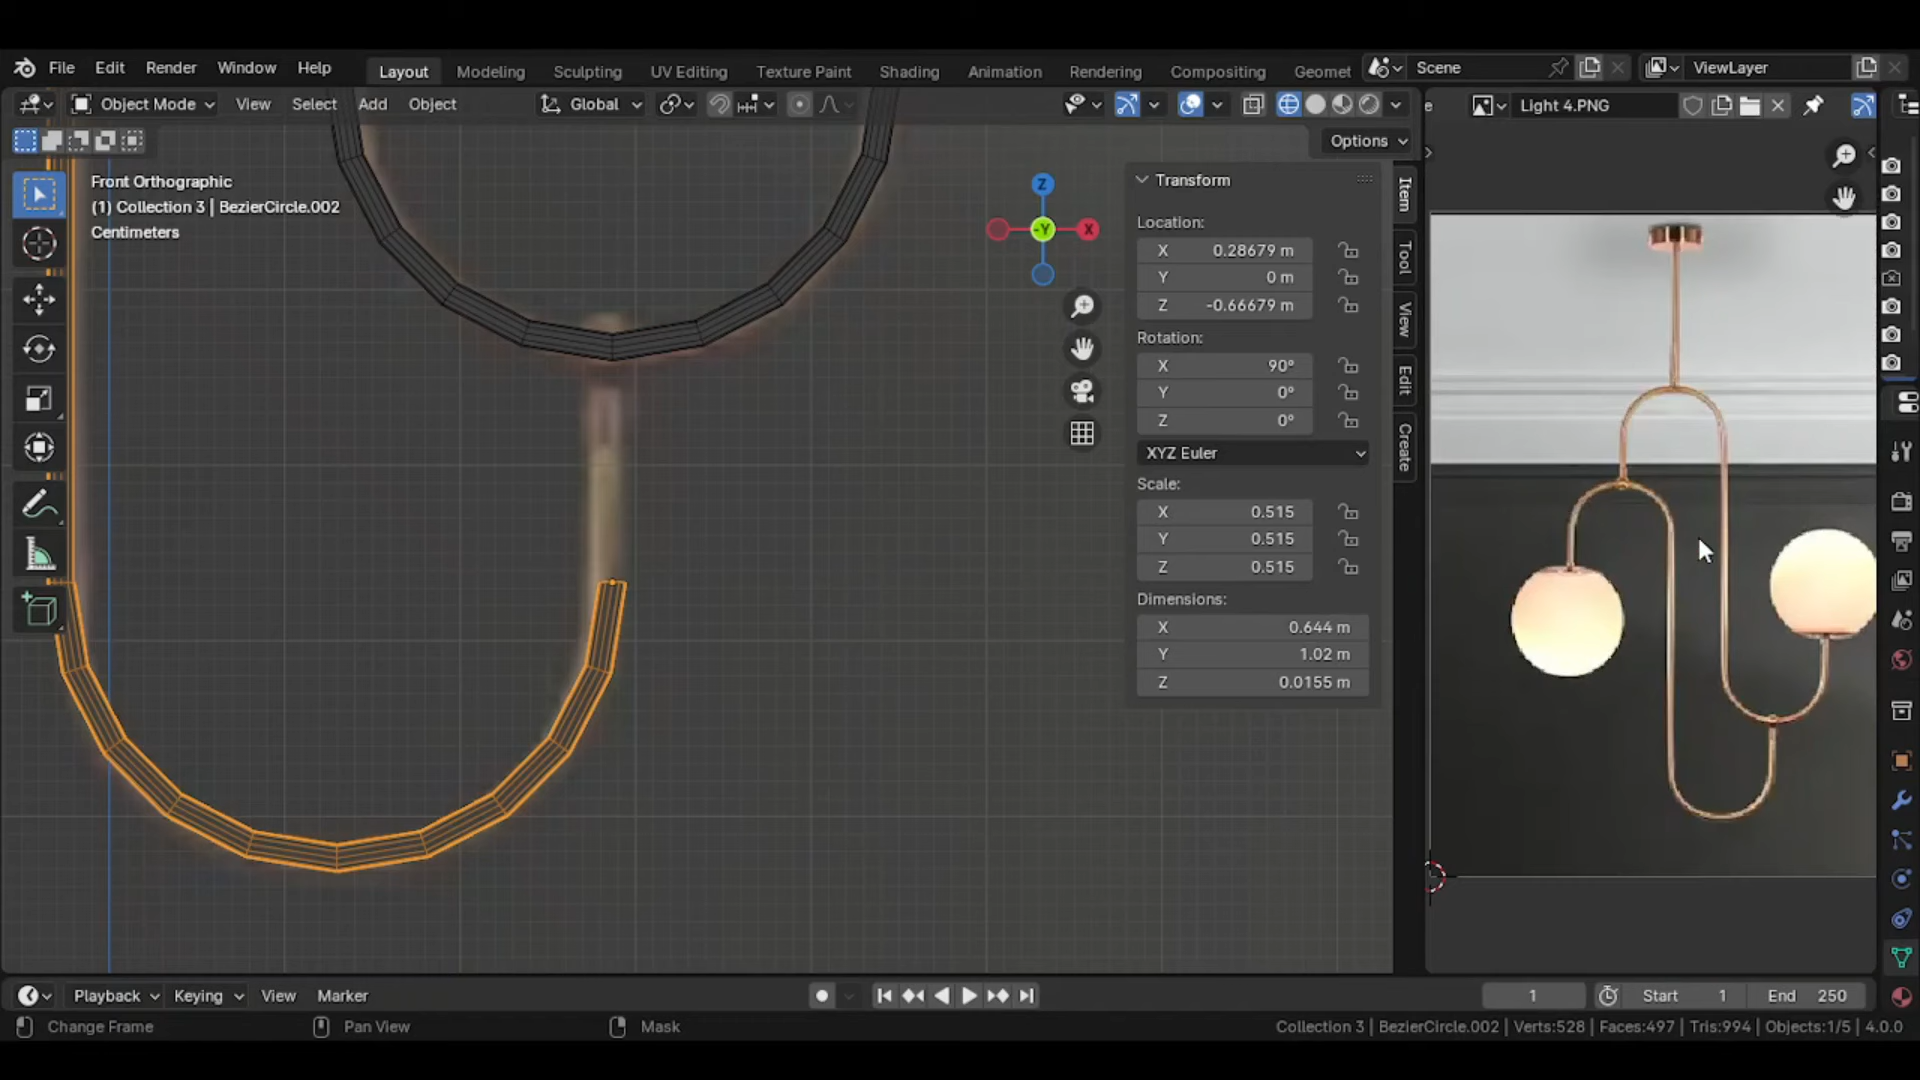 File Edit Render Window Help Layout Modeling Sculpting UV Editing Texture Paint Shading Animation Rendering Compositing Geomet Scene ViewLayer
Object Mode View Select Add Object Global e Light 4.PNG
Options
Front Orthographic
(1) Collection 3 | BezierCircle.002
Centimeters
Z
-Y X
Transform
Location:
X 0.28679 m
Y 0 m
Z -0.66679 m
Rotation:
X 90°
Y 0°
Z 0°
XYZ Euler
Scale:
X 0.515
Y 0.515
Z 0.515
Dimensions:
X 0.644 m
Y 1.02 m
Z 0.0155 m
Item
Tool
View
Edit
Create
Playback Keying View Marker 1 Start 1 End 250
Change Frame Pan View Mask Collection 3 | BezierCircle.002 | Verts:528 | Faces:497 | Tris:994 | Objects:1/5 | 4.0.0